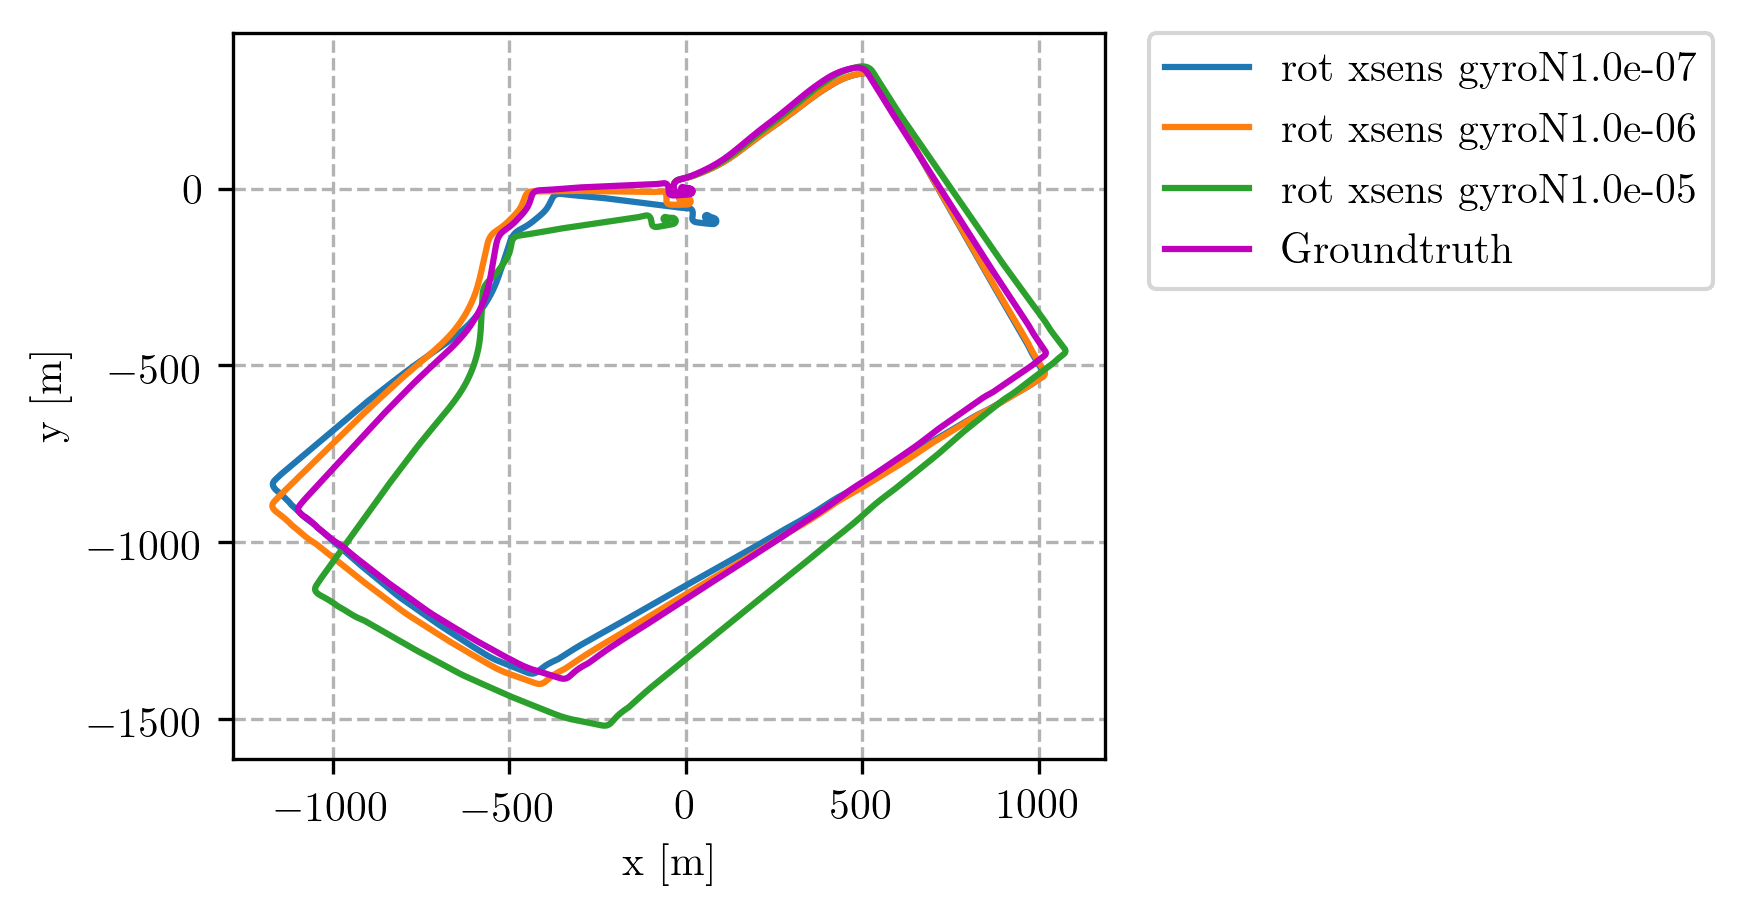 rot xsens gyroN1.0e-07
rot xsens gyroN1.0e-06
rot xsens gyroN1.0e-05
Groundtruth
0
−500
−1000
−1500
y [m]
−1000 −500 0 500 1000
x [m]